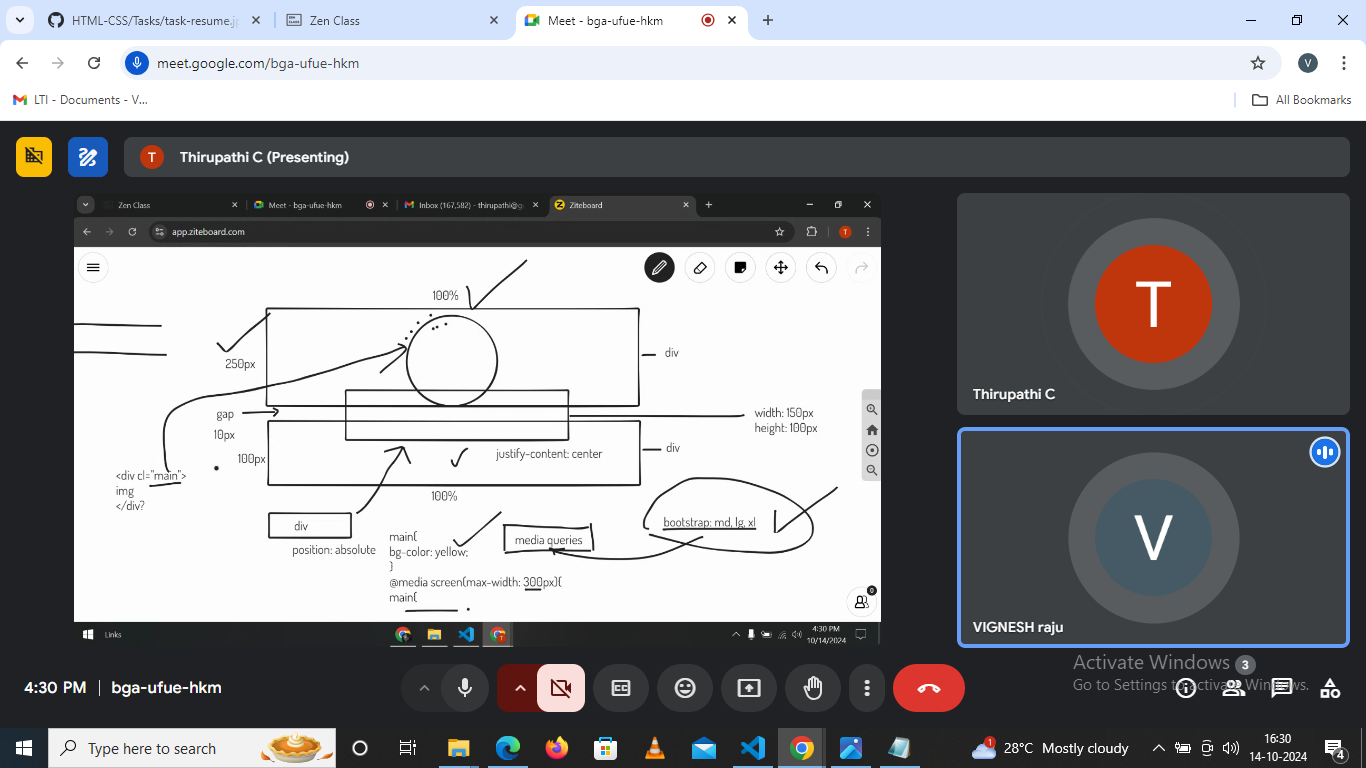 HTML-CSS/Tasks/task-resume.j
Zen Class
Meet - bga-ufue-hkm
meet.google.com/bga-ufue-hkm
V
LTI - Documents - V...
All Bookmarks
T
Thirupathi C (Presenting)
Zen Class
Meet - bga-ufue-hkm
Inbox (167,582) - thirupathi@g
Ziteboard
app.ziteboard.com
T
100%
250px
div
gap
10px
width: 150px
height: 100px
100px
div
justify-content: center
<div cl="main">
img
</div?
100%
div
position: absolute
main{
bg-color: yellow;
}
@media screen(max-width: 300px){
main{
media queries
bootstrap: md, lg, xl
0
Links
4:30 PM
10/14/2024
T
Thirupathi C
V
VIGNESH raju
Activate Windows
Go to Settings to activate Windows.
3
4:30 PM
bga-ufue-hkm
Type here to search
1
28°C Mostly cloudy
16:30
14-10-2024
4